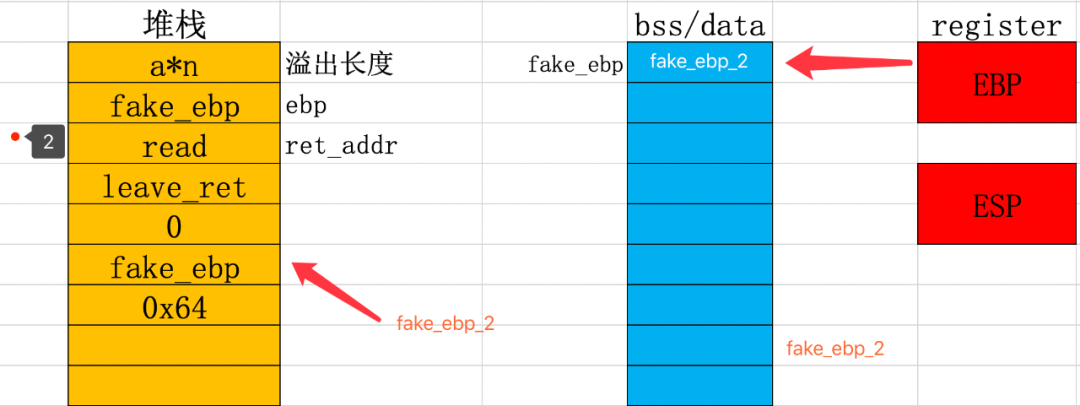 堆栈 bss/data register
a*n 溢出长度 fake_ebp fake_ebp_2 EBP
fake_ebp ebp
2 read ret_addr
leave_ret ESP
0
fake_ebp
0x64 fake_ebp_2
fake_ebp_2